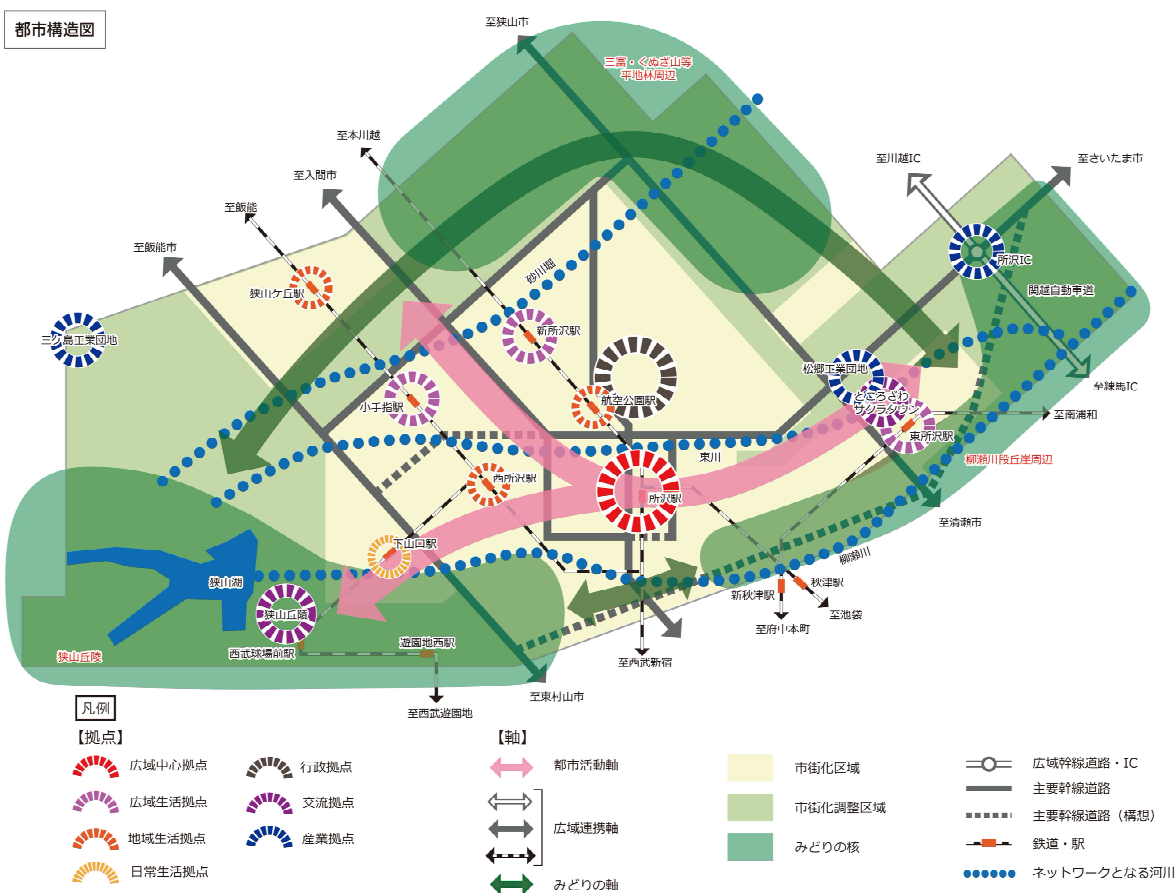 都市構造図
至狭山市
三富・くぬぎ山等
平地林周辺
至本川越
至川越IC
至さいたま市
至入間市
至飯能
至飯能市
砂川堀
所沢IC
関越自動車道
狭山ケ丘駅
新所沢駅
三ケ島工業団地
松郷工業団地
至練馬IC
小手指駅
航空公園駅
ところざわ
サクラタウン
至南浦和
東所沢駅
東川
柳瀬川段丘崖周辺
西所沢駅
所沢駅
至清瀬市
下山口駅
柳瀬川
狭山湖
新秋津駅
秋津駅
至池袋
狭山丘陵
至府中本町
狭山丘陵
西武球場前駅
遊園地西駅
至西武新宿
至東村山市
至西武遊園地
凡例
【拠点】
広域中心拠点
行政拠点
広域生活拠点
交流拠点
地域生活拠点
産業拠点
日常生活拠点
【軸】
都市活動軸
広域連携軸
みどりの軸
市街化区域
市街化調整区域
みどりの核
広域幹線道路・IC
主要幹線道路
主要幹線道路（構想）
鉄道・駅
ネットワークとなる河川